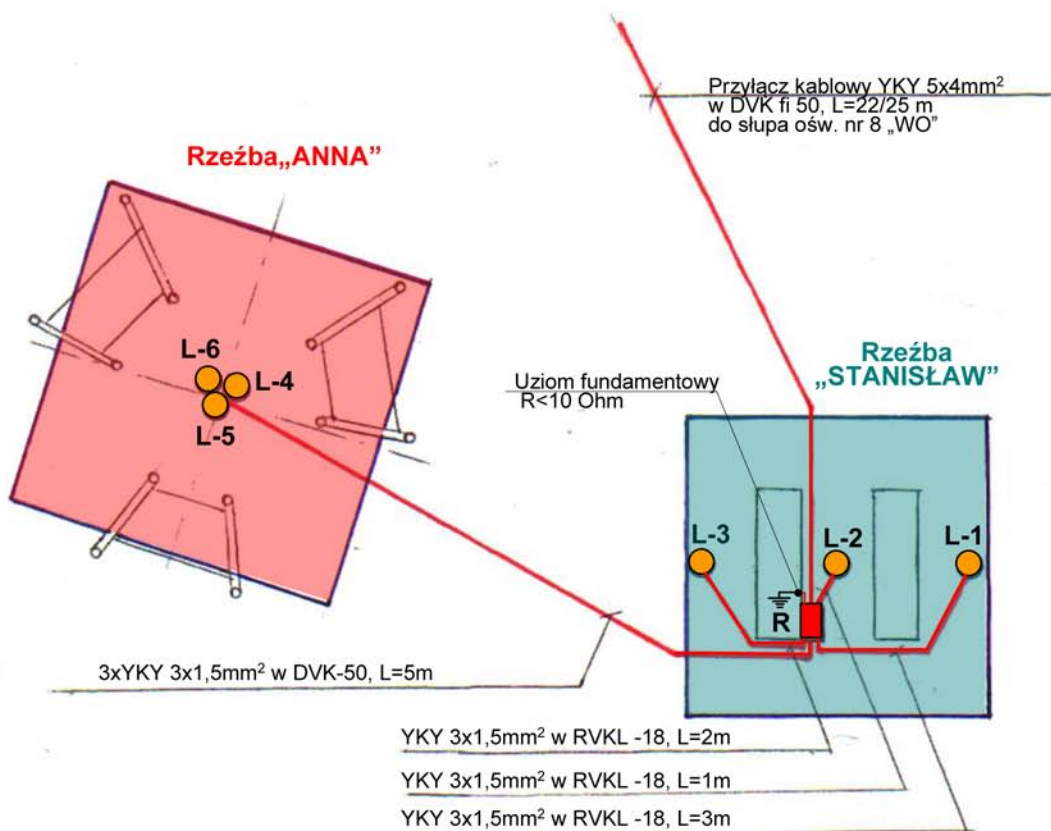 Przyłącz kablowy YKY 5x4mm²
w DVK fi 50, L=22/25 m
do słupa ośw. nr 8 „WO”
Rzeźba„ANNA”
Rzeźba
„STANISŁAW”
Uziom fundamentowy
R<10 Ohm
L-6
L-4
L-5
L-3
L-2
L-1
R
3xYKY 3x1,5mm² w DVK-50, L=5m
YKY 3x1,5mm² w RVKL -18, L=2m
YKY 3x1,5mm² w RVKL -18, L=1m
YKY 3x1,5mm² w RVKL -18, L=3m